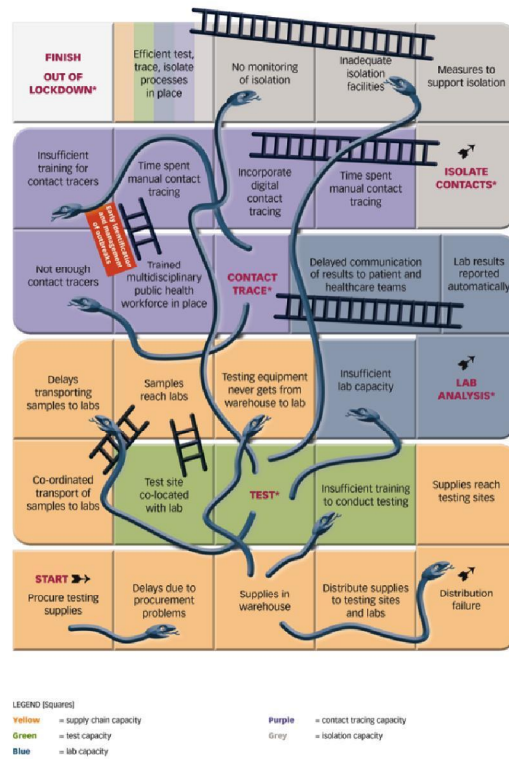 FINISH
OUT OF
LOCKDOWN*
Efficient test,
trace, isolate
processes
in place
No monitoring
of isolation
Inadequate
isolation
facilities
Measures to
support isolation
Insufficient
training for
contact tracers
Time spent
manual contact
tracing
Incorporate
digital
contact
tracing
Time spent
manual contact
tracing
ISOLATE
CONTACTS*
Early identification
and management
of outbreaks
Not enough
contact tracers
Trained
multidisciplinary
public health
workforce in place
CONTACT
TRACE*
Delayed communication
of results to patient and
healthcare teams
Lab results
reported
automatically
Delays
transporting
samples to labs
Samples
reach labs
Testing equipment
never gets from
warehouse to lab
Insufficient
lab capacity
LAB
ANALYSIS*
Co-ordinated
transport of
samples to labs
Test site
co-located
with lab
TEST*
Insufficient training
to conduct testing
Supplies reach
testing sites
START
Procure testing
supplies
Delays due to
procurement
problems
Supplies in
warehouse
Distribute supplies
to testing sites
and labs
Distribution
failure
LEGEND (Squares)
Yellow = supply chain capacity
Green = test capacity
Blue = lab capacity
Purple = contact tracing capacity
Grey = isolation capacity